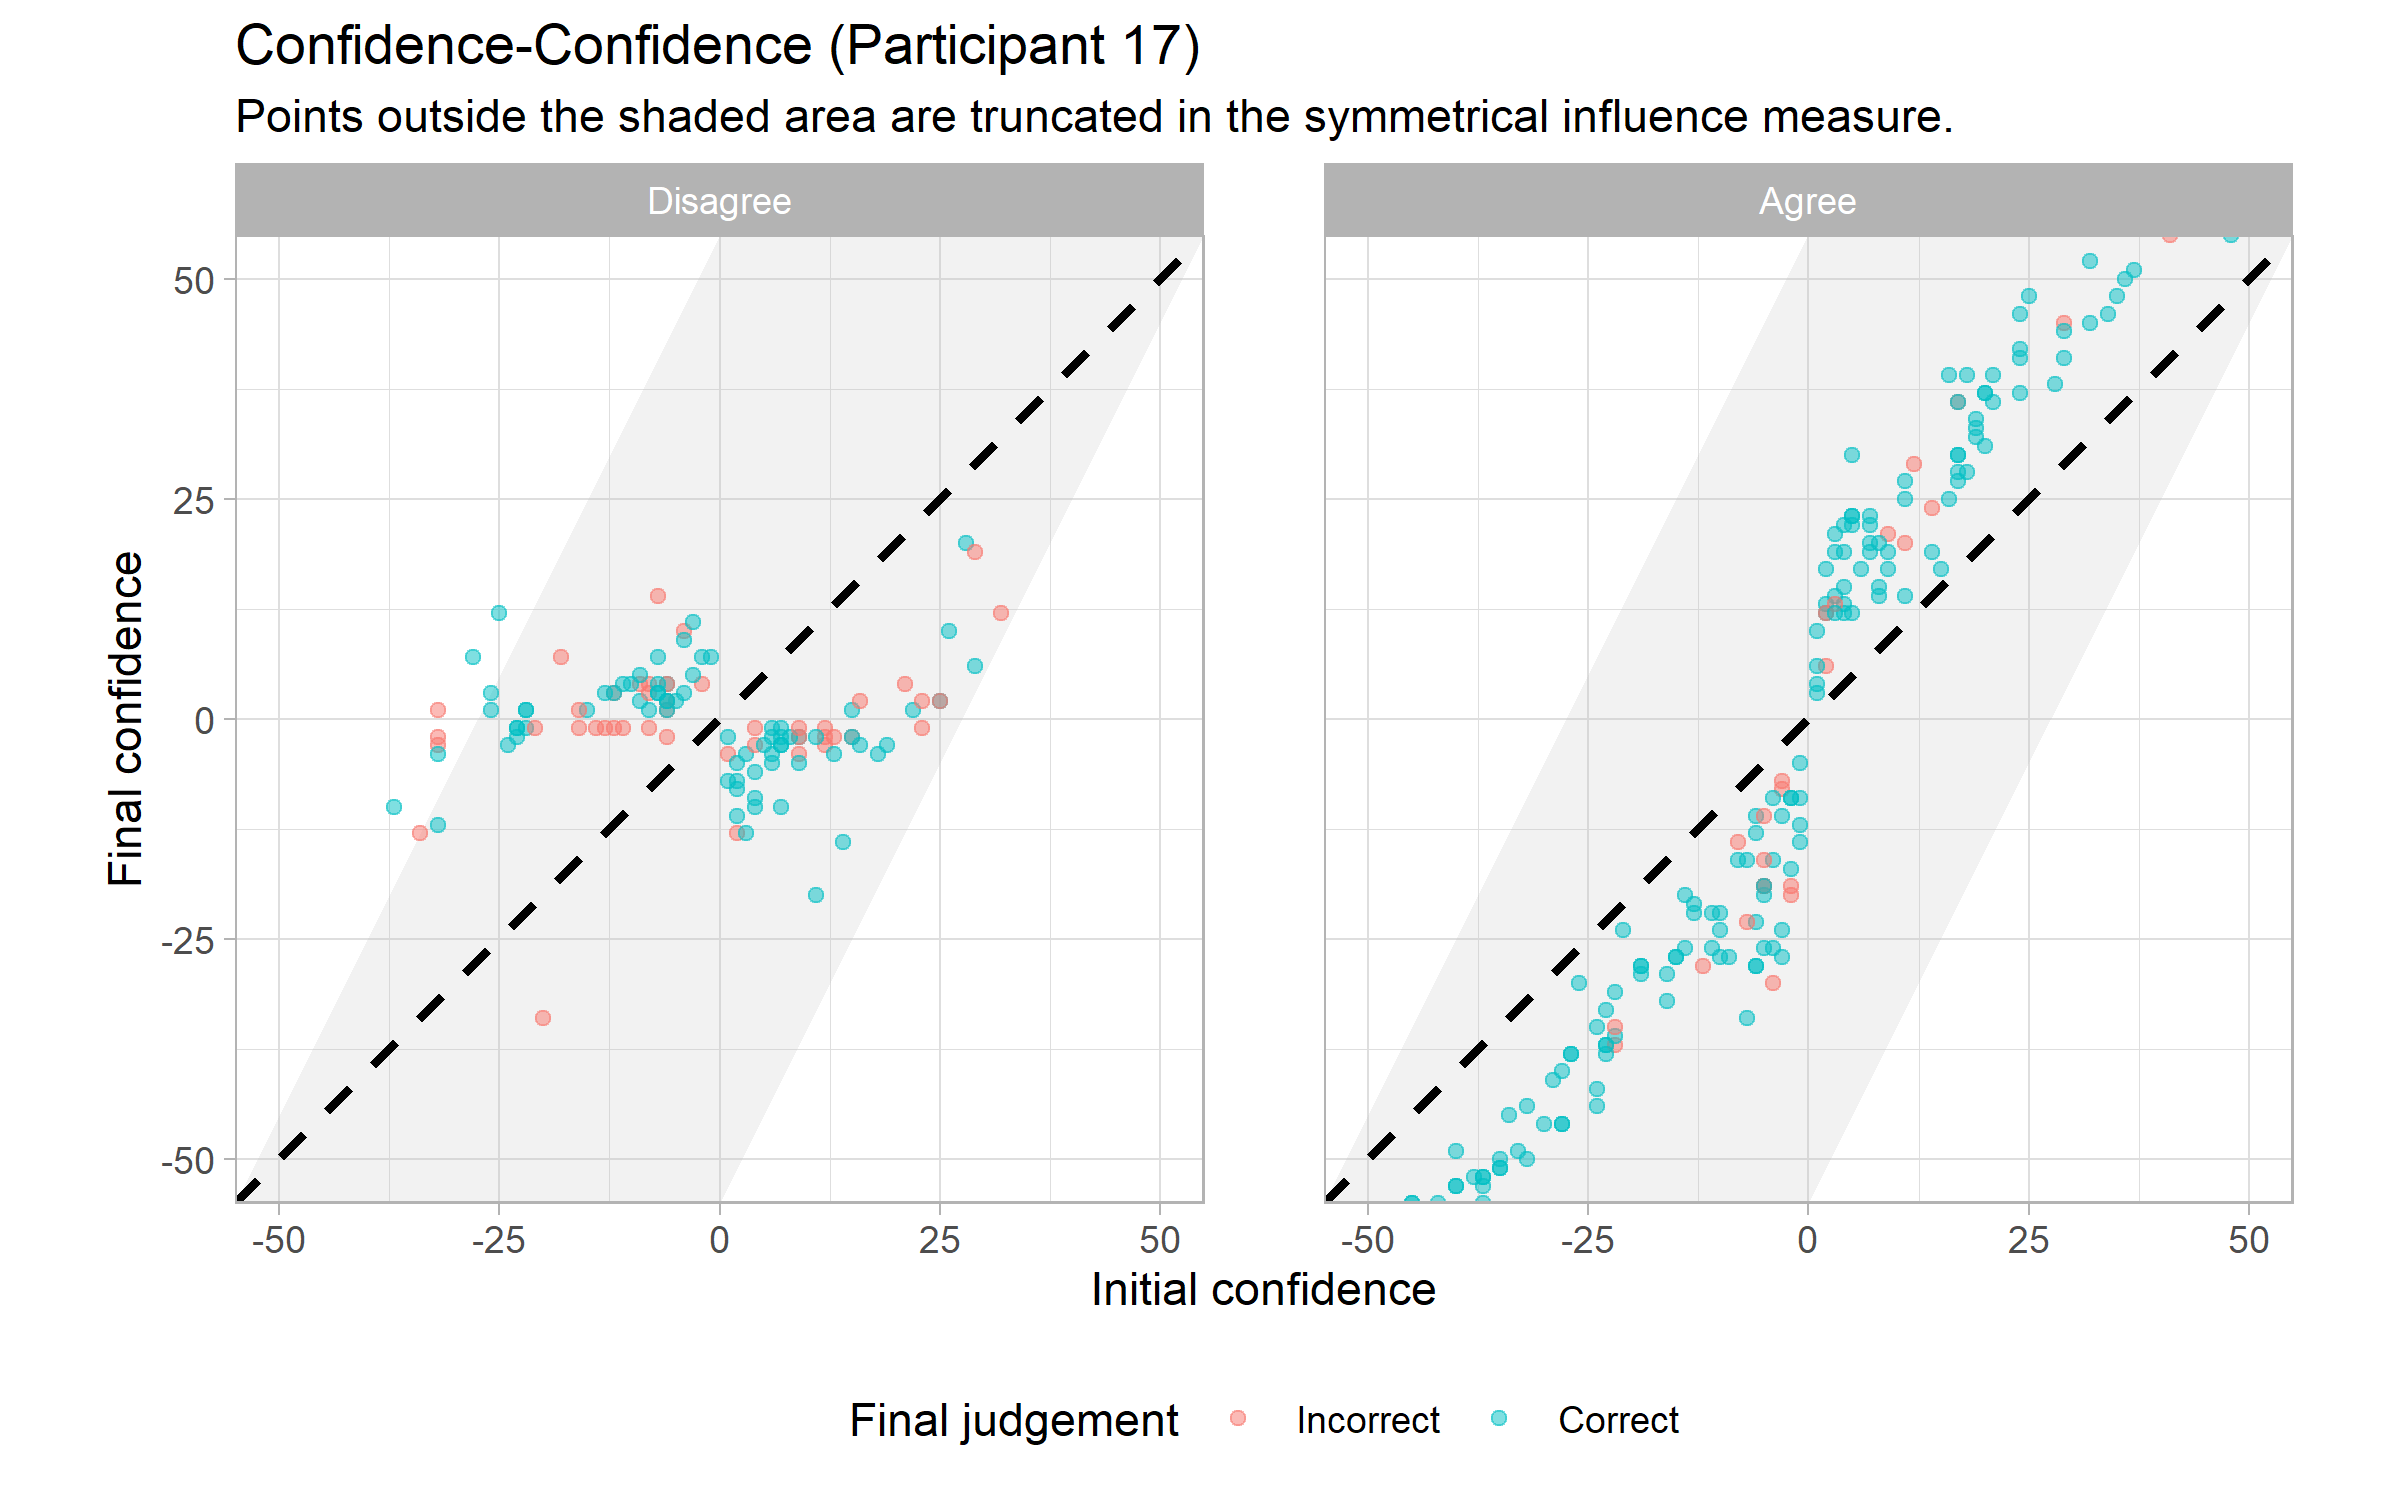 Confidence-Confidence (Participant 17)
Points outside the shaded area are truncated in the symmetrical influence measure.
Disagree
Agree
Final confidence
50
25
0
-25
-50
-50 -25 0 25 50
-50 -25 0 25 50
Initial confidence
Final judgement Incorrect Correct